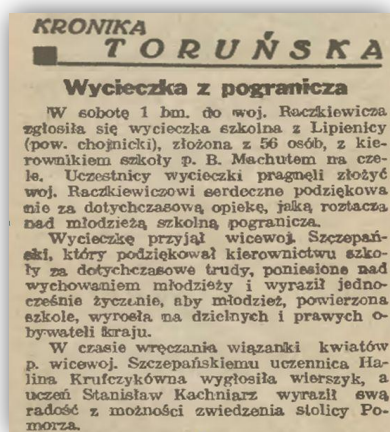 KRONIKA
TORUŃSKA
Wycieczka z pogranicza
W sobotę 1 bm. do woj. Raczkiewicza
zgłosiła się wycieczka szkolna z Lipienicy
(pow. chojnicki), złożona z 56 osób, z kie-
rownikiem szkoły p. B. Machutem na cze-
le. Uczestnicy wycieczki pragnęli złożyć
woj. Raczkiewiczowi serdeczne podziękowa
nie za dotychczasową opiekę, jaką roztacza
nad młodzieżą szkolną pogranicza.
Wycieczkę przyjął wicewoj. Szczepań-
ski, który podziękował kierownictwu szko-
ły za dotychczasowe trudy, poniesione nad
wychowaniem młodzieży i wyraził jedno-
cześnie życzenie, aby młodzież, powierzona
szkole, wyrosła na dzielnych i prawych o-
bywateli kraju.
W czasie wręczania wiązanki kwiatów
p. wicewoj. Szczepańskiemu uczennica Ha-
lina Krufczykówna wygłosiła wierszyk, a
uczeń Stanisław Kachniarz wyraził swą
radość z możności zwiedzenia stolicy Po-
morza.